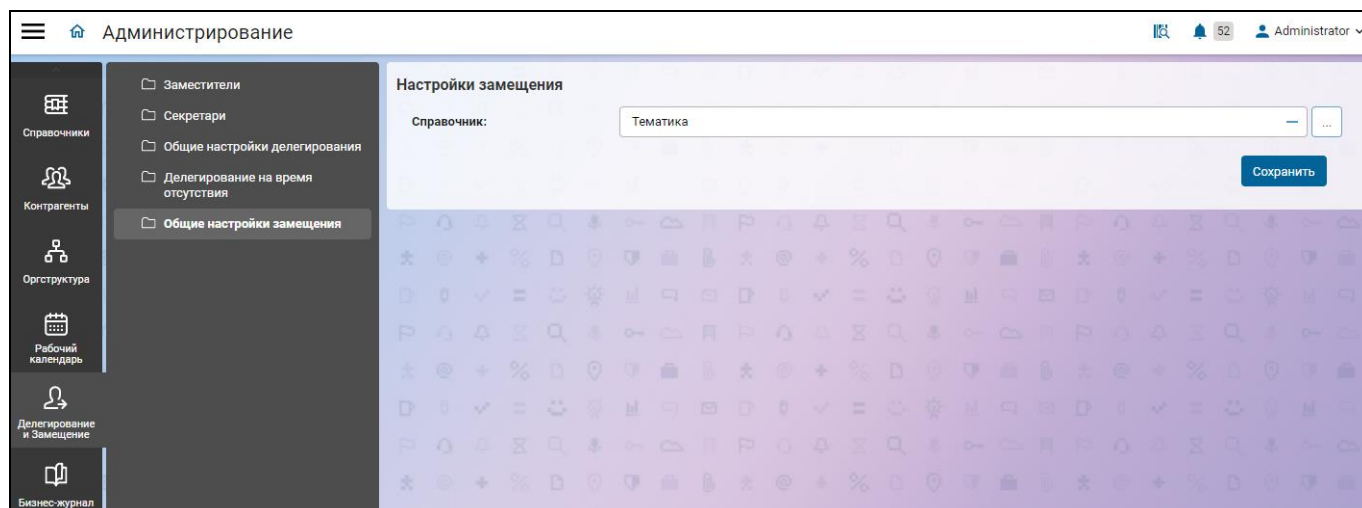 Администрирование
52
Administrator
Справочники
Контрагенты
Оргструктура
Рабочий
календарь
Делегирование
и Замещение
Бизнес-журнал
Заместители
Секретари
Общие настройки делегирования
Делегирование на время
отсутствия
Общие настройки замещения
Настройки замещения
Справочник:
Тематика
...
Сохранить